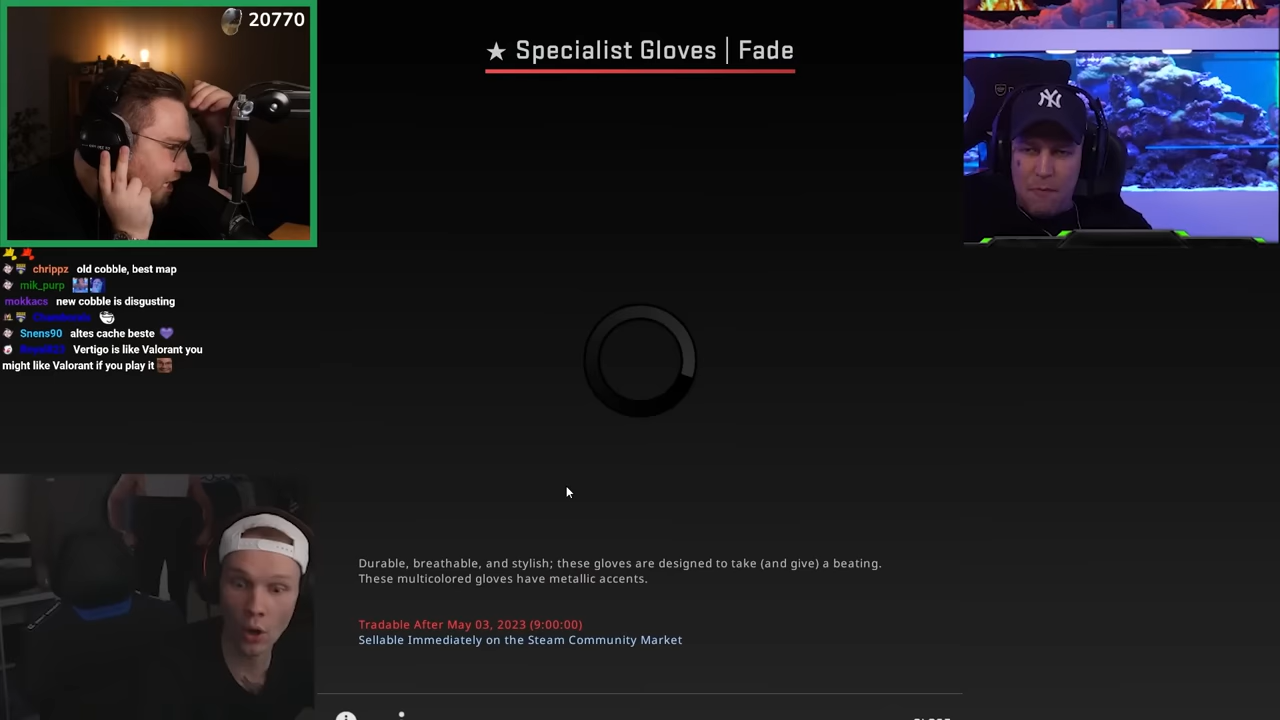 20770
★ Specialist Gloves | Fade
chrippz old cobble, best map
mik_purp
mokkacs new cobble is disgusting
Snens90 altes cache beste
Vertigo is like Valorant you
might like Valorant if you play it
Durable, breathable, and stylish; these gloves are designed to take (and give) a beating.
These multicolored gloves have metallic accents.
Tradable After May 03, 2023 (9:00:00)
Sellable Immediately on the Steam Community Market